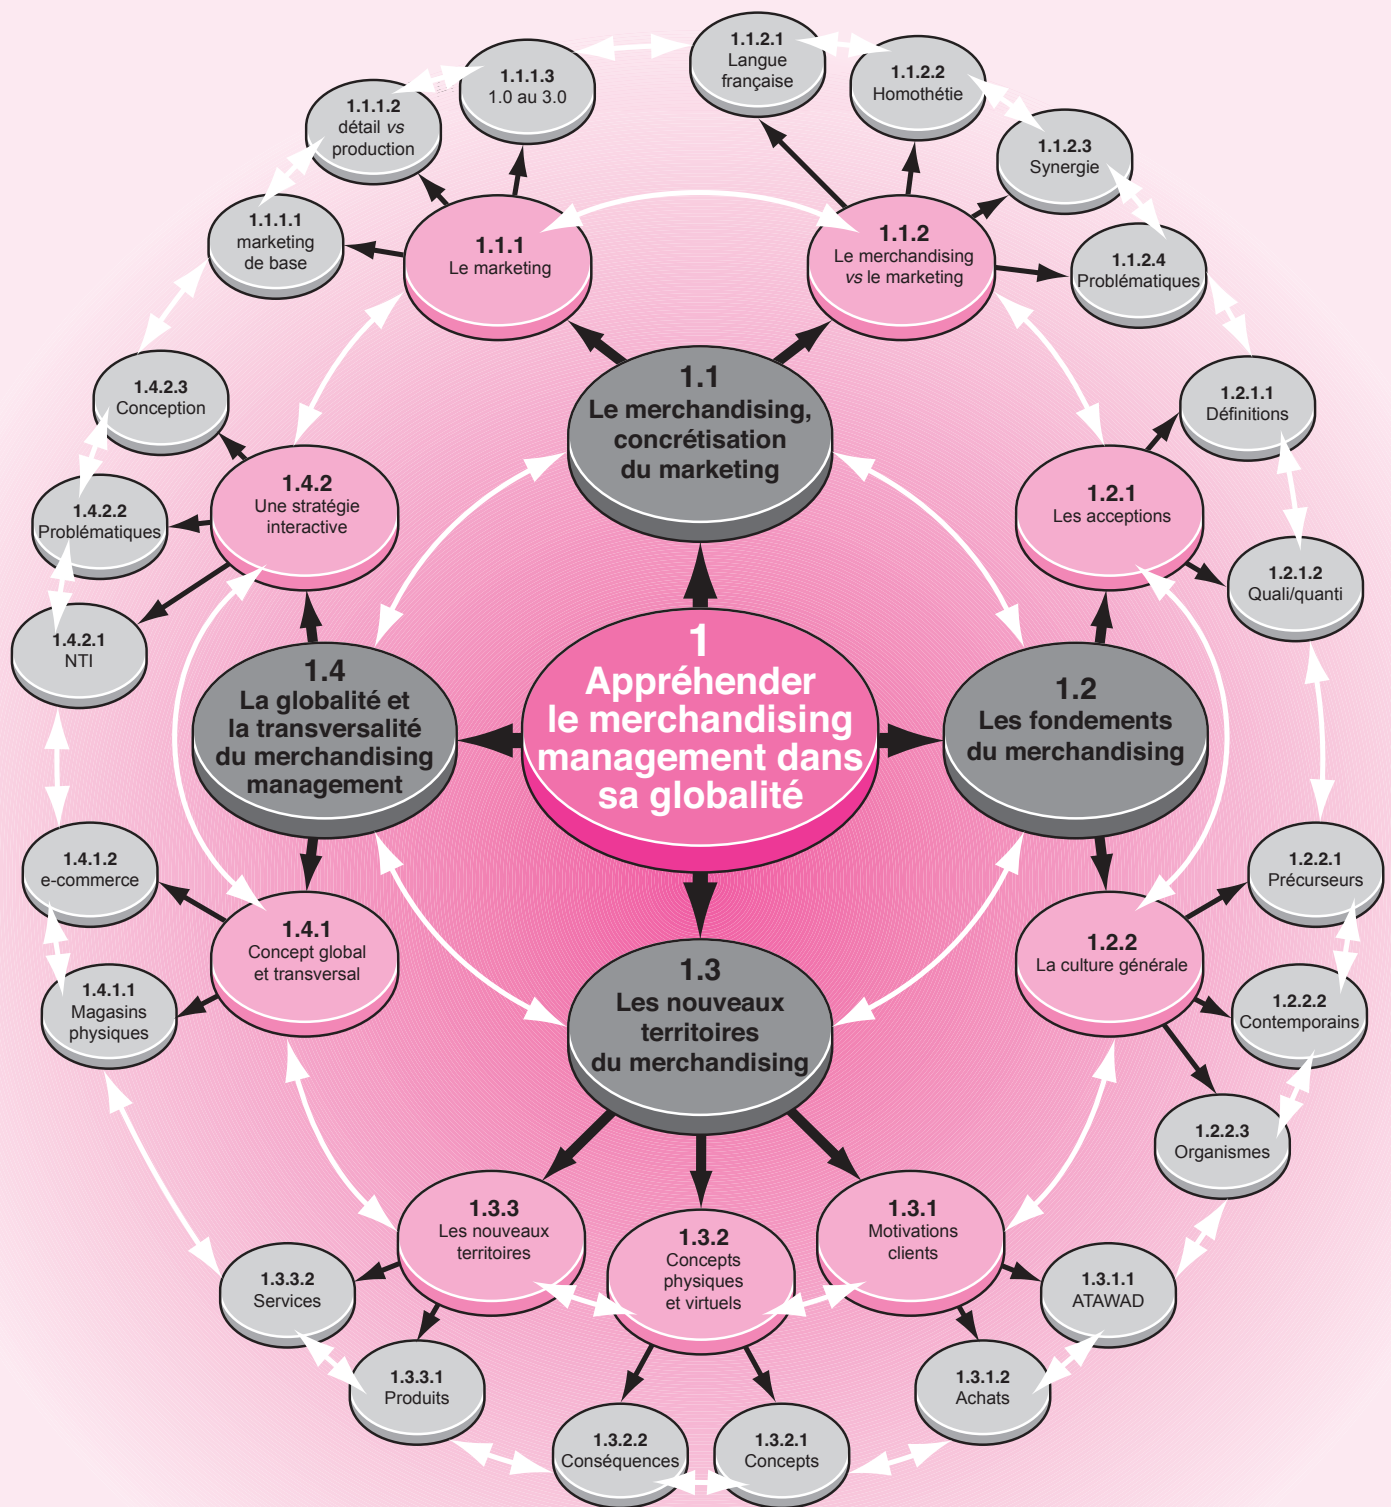 1.1.2.1
Langue
française
1.1.2.2
Homothétie
1.1.1.3
1.0 au 3.0
1.1.1.2
détail vs
production
1.1.2.3
Synergie
1.1.1.1
marketing
de base
1.1.1
Le marketing
1.1.2
Le merchandising
vs le marketing
1.1.2.4
Problématiques
1.1
Le merchandising,
concrétisation
du marketing
1.4.2.3
Conception
1.2.1.1
Définitions
1.4.2
Une stratégie
interactive
1.2.1
Les acceptions
1.4.2.2
Problématiques
1.2.1.2
Quali/quanti
1.4.2.1
NTI
1
Appréhender
le merchandising
management dans
sa globalité
1.4
La globalité et
la transversalité
du merchandising
management
1.2
Les fondements
du merchandising
1.4.1.2
e-commerce
1.2.2.1
Précurseurs
1.4.1
Concept global
et transversal
1.2.2
La culture générale
1.4.1.1
Magasins
physiques
1.3
Les nouveaux
territoires
du merchandising
1.2.2.2
Contemporains
1.2.2.3
Organismes
1.3.3
Les nouveaux
territoires
1.3.2
Concepts
physiques
et virtuels
1.3.1
Motivations
clients
1.3.3.2
Services
1.3.1.1
ATAWAD
1.3.3.1
Produits
1.3.1.2
Achats
1.3.2.2
Conséquences
1.3.2.1
Concepts